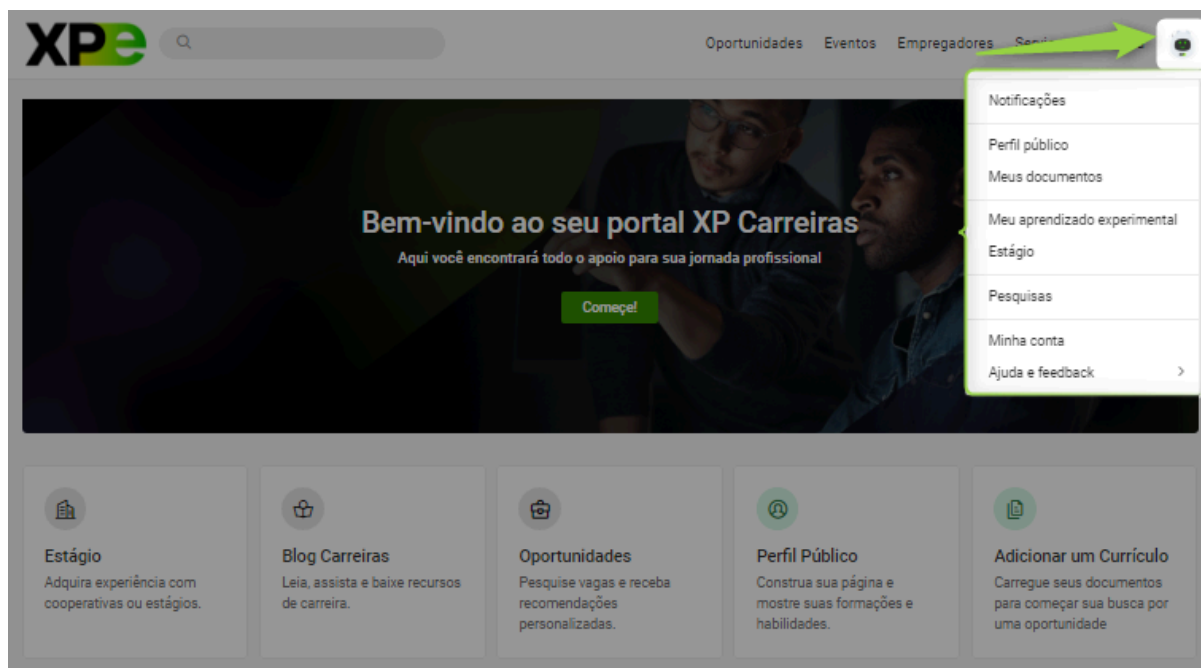 XPe
Oportunidades Eventos Empregadores
Notificações
Perfil público
Meus documentos
Meu aprendizado experimental
Estágio
Pesquisas
Minha conta
Ajuda e feedback
Bem-vindo ao seu portal XP Carreiras
Aqui você encontrará todo o apoio para sua jornada profissional
Começe!
Estágio
Adquira experiência com
cooperativas ou estágios.
Blog Carreiras
Leia, assista e baixe recursos
de carreira.
Oportunidades
Pesquise vagas e receba
recomendações
personalizadas.
Perfil Público
Construa sua página e
mostre suas formações e
habilidades.
Adicionar um Currículo
Carregue seus documentos
para começar sua busca por
uma oportunidade